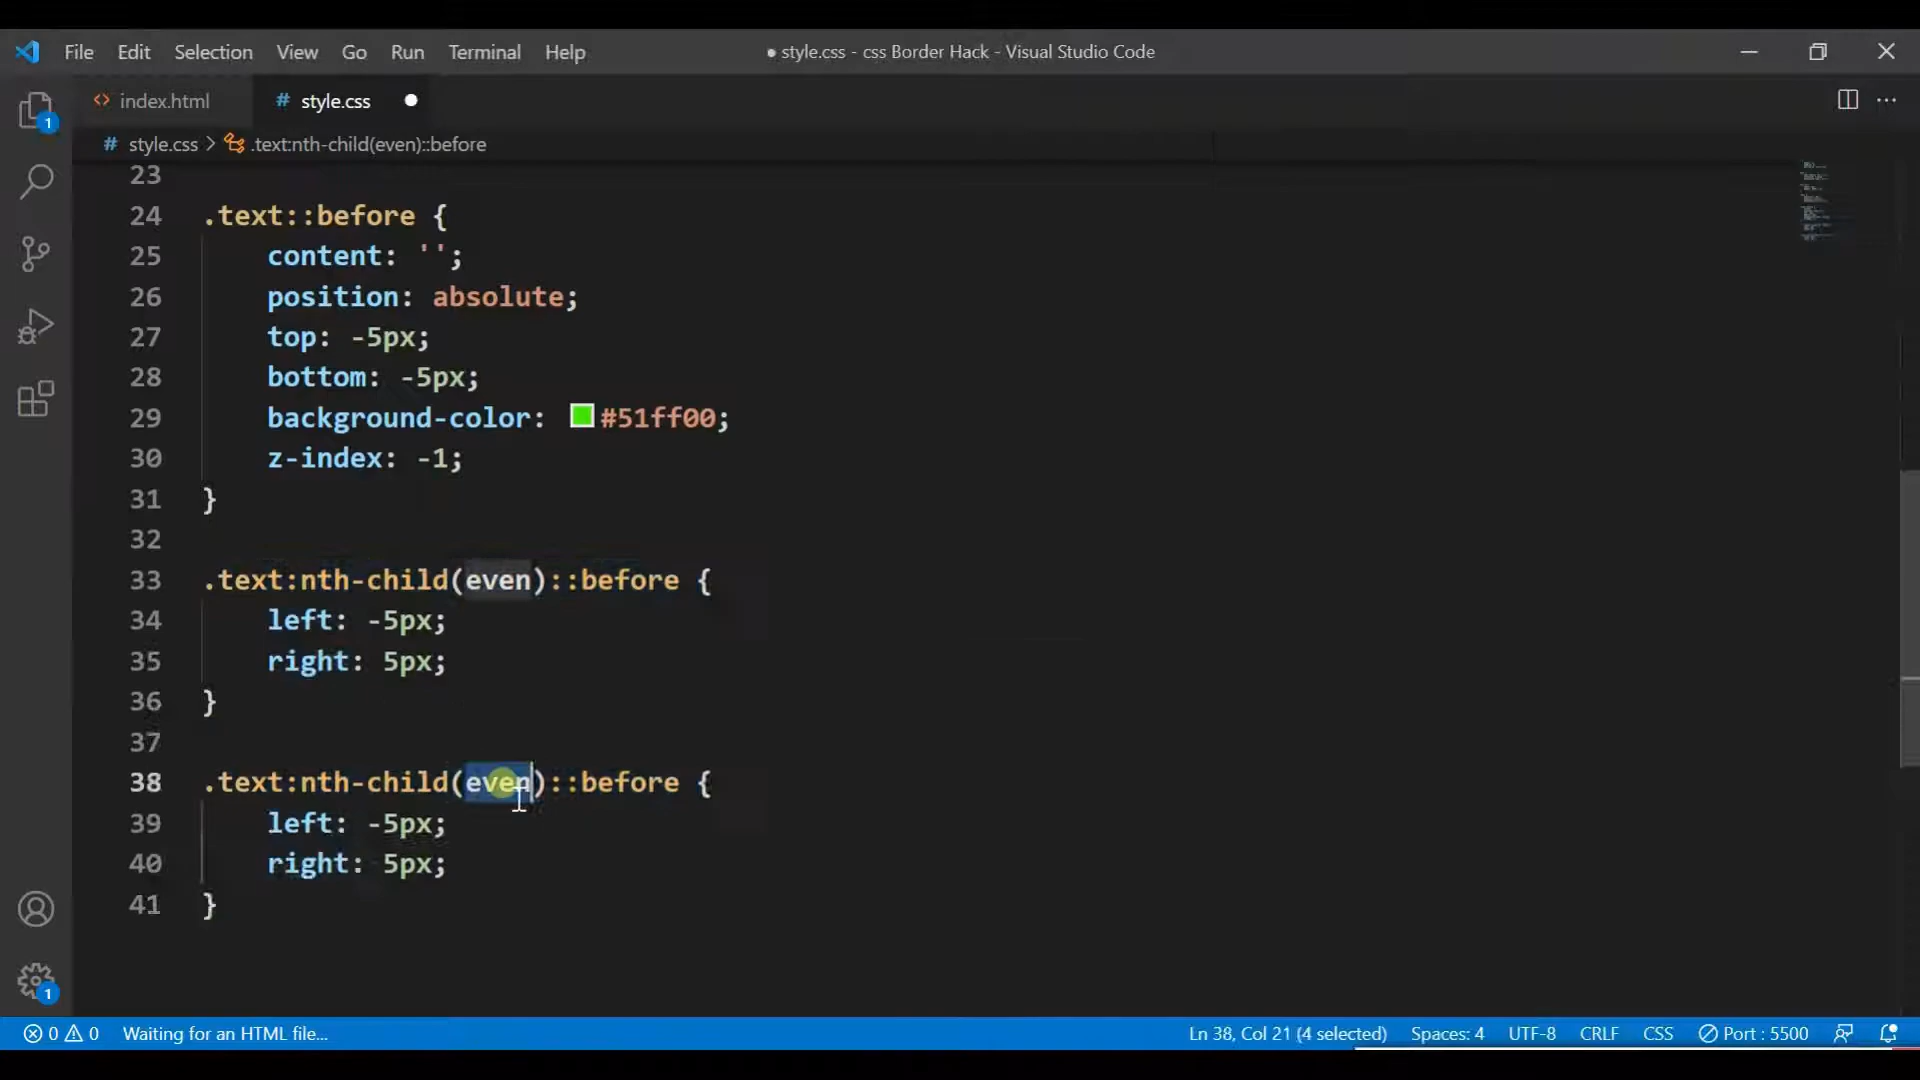 File Edit Selection View Go Run Terminal Help
● style.css - css Border Hack - Visual Studio Code
index.html
# style.css
# style.css > .text:nth-child(even)::before
23
24 .text::before {
25 content: '';
26 position: absolute;
27 top: -5px;
28 bottom: -5px;
29 background-color: #51ff00;
30 z-index: -1;
31 }
32
33 .text:nth-child(even)::before {
34 left: -5px;
35 right: 5px;
36 }
37
38 .text:nth-child(even)::before {
39 left: -5px;
40 right: 5px;
41 }
1
1
0 0 Waiting for an HTML file... Ln 38, Col 21 (4 selected) Spaces: 4 UTF-8 CRLF CSS Port : 5500